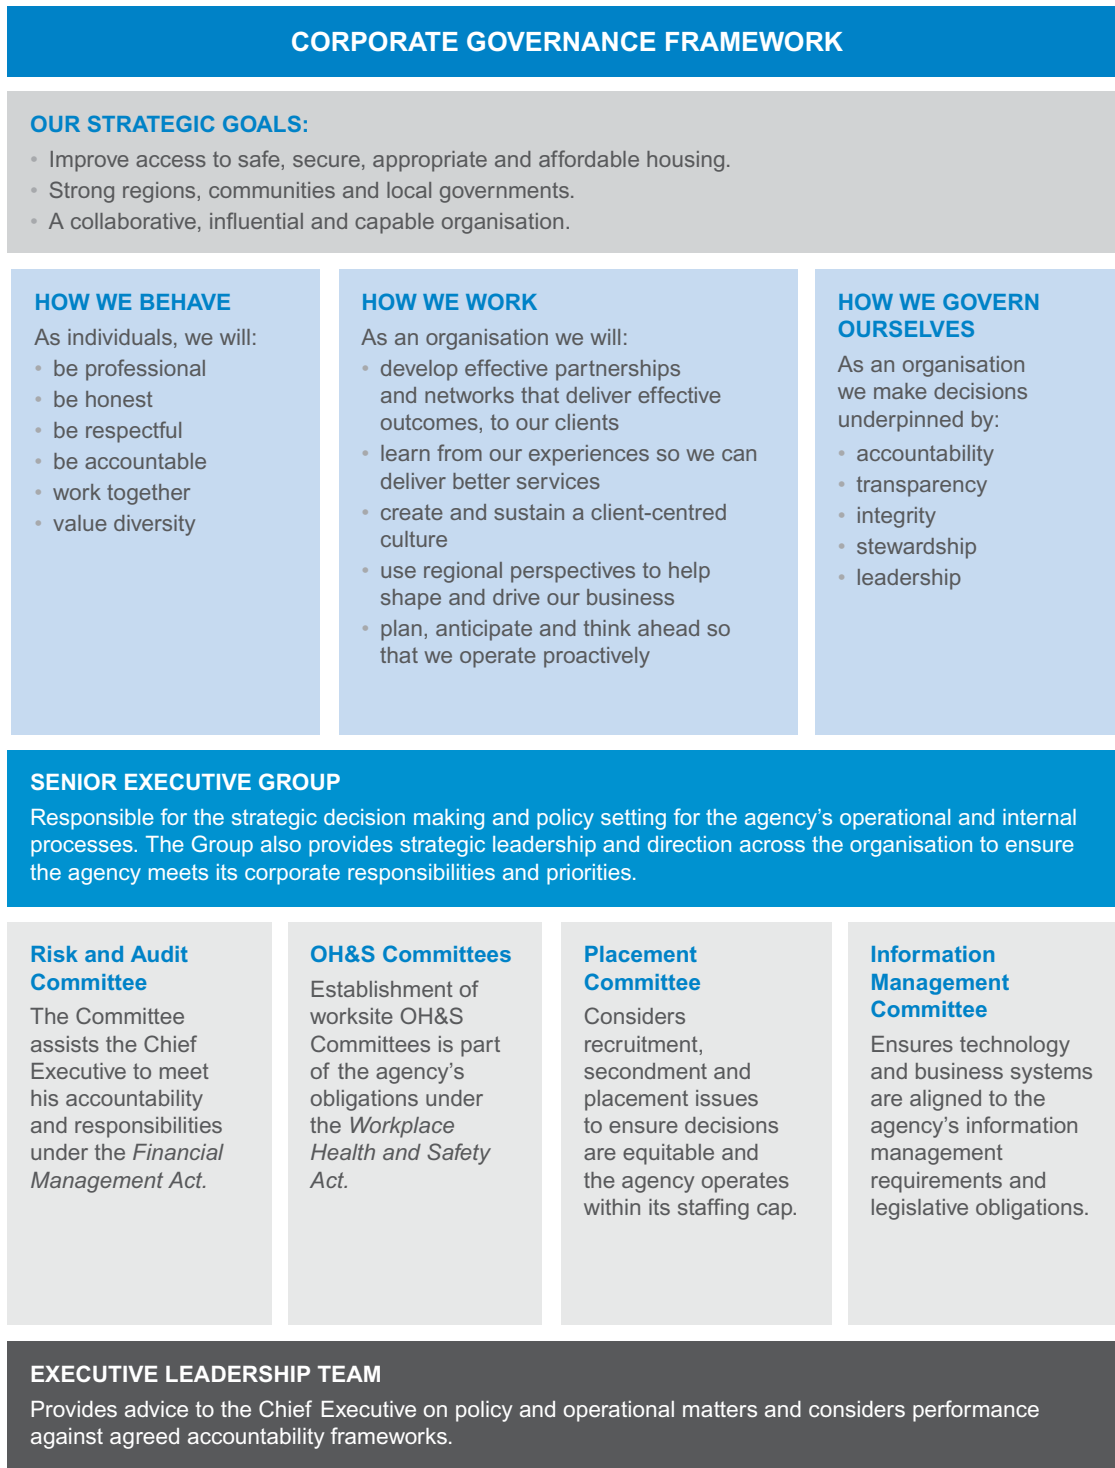 CORPORATE GOVERNANCE FRAMEWORK
OUR STRATEGIC GOALS:
• Improve access to safe, secure, appropriate and affordable housing.
• Strong regions, communities and local governments.
• A collaborative, influential and capable organisation.
HOW WE BEHAVE
As individuals, we will:
• be professional
• be honest
• be respectful
• be accountable
• work together
• value diversity
HOW WE WORK
As an organisation we will:
• develop effective partnerships
and networks that deliver effective
outcomes, to our clients
• learn from our experiences so we can
deliver better services
• create and sustain a client-centred
culture
• use regional perspectives to help
shape and drive our business
• plan, anticipate and think ahead so
that we operate proactively
HOW WE GOVERN
OURSELVES
As an organisation
we make decisions
underpinned by:
• accountability
• transparency
• integrity
• stewardship
• leadership
SENIOR EXECUTIVE GROUP
Responsible for the strategic decision making and policy setting for the agency’s operational and internal
processes. The Group also provides strategic leadership and direction across the organisation to ensure
the agency meets its corporate responsibilities and priorities.
Risk and Audit
Committee
The Committee
assists the Chief
Executive to meet
his accountability
and responsibilities
under the Financial
Management Act.
OH&S Committees
Establishment of
worksite OH&S
Committees is part
of the agency’s
obligations under
the Workplace
Health and Safety
Act.
Placement
Committee
Considers
recruitment,
secondment and
placement issues
to ensure decisions
are equitable and
the agency operates
within its staffing cap.
Information
Management
Committee
Ensures technology
and business systems
are aligned to the
agency’s information
management
requirements and
legislative obligations.
EXECUTIVE LEADERSHIP TEAM
Provides advice to the Chief Executive on policy and operational matters and considers performance
against agreed accountability frameworks.